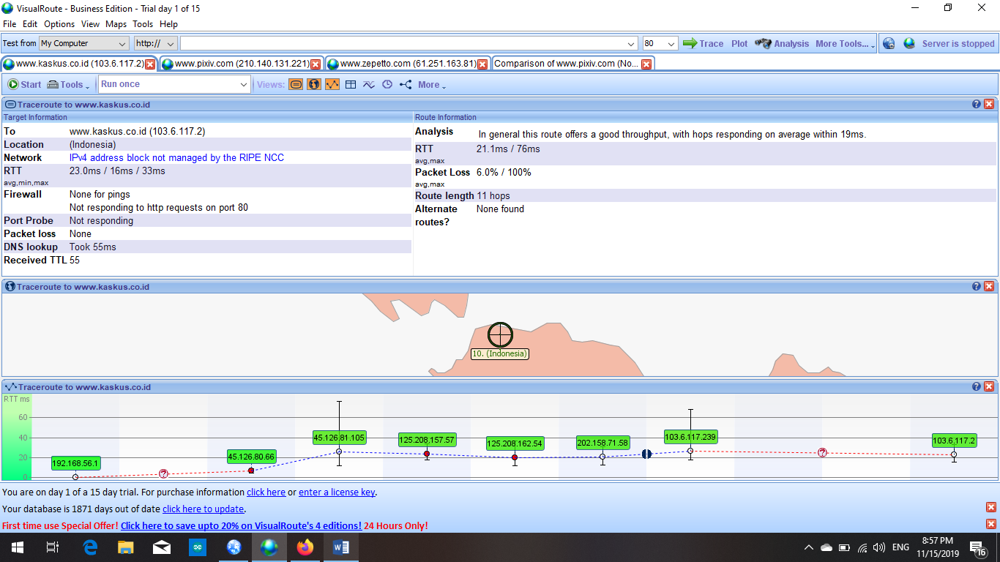 VisualRoute - Business Edition - Trial day 1 of 15
File Edit Options View Maps Tools Help
Test from My Computer http:// 80 Trace Plot Analysis More Tools... Server is stopped
www.kaskus.co.id (103.6.117.2) www.pixiv.com (210.140.131.221) www.zepetto.com (61.251.163.81) Comparison of www.pixiv.com (No...
Start Tools Run once Views: More
Traceroute to www.kaskus.co.id
Target Information
To www.kaskus.co.id (103.6.117.2)
Location (Indonesia)
Network IPv4 address block not managed by the RIPE NCC
RTT 23.0ms / 16ms / 33ms
avg,min,max
Firewall None for pings
Not responding to http requests on port 80
Port Probe Not responding
Packet loss None
DNS lookup Took 55ms
Received TTL 55
Route Information
Analysis In general this route offers a good throughput, with hops responding on average within 19ms.
RTT 21.1ms / 76ms
avg,max
Packet Loss 6.0% / 100%
avg,max
Route length 11 hops
Alternate None found
routes?
Traceroute to www.kaskus.co.id
10. (Indonesia)
Traceroute to www.kaskus.co.id
RTT ms
60
40
20
0
192.168.56.1
?
45.126.80.66
45.126.81.105
125.208.157.57
125.208.162.54
202.158.71.58
103.6.117.239
?
103.6.117.2
You are on day 1 of a 15 day trial. For purchase information click here or enter a license key.
Your database is 1871 days out of date click here to update.
First time use Special Offer! Click here to save upto 20% on VisualRoute's 4 editions! 24 Hours Only!
ENG
8:57 PM
11/15/2019
16